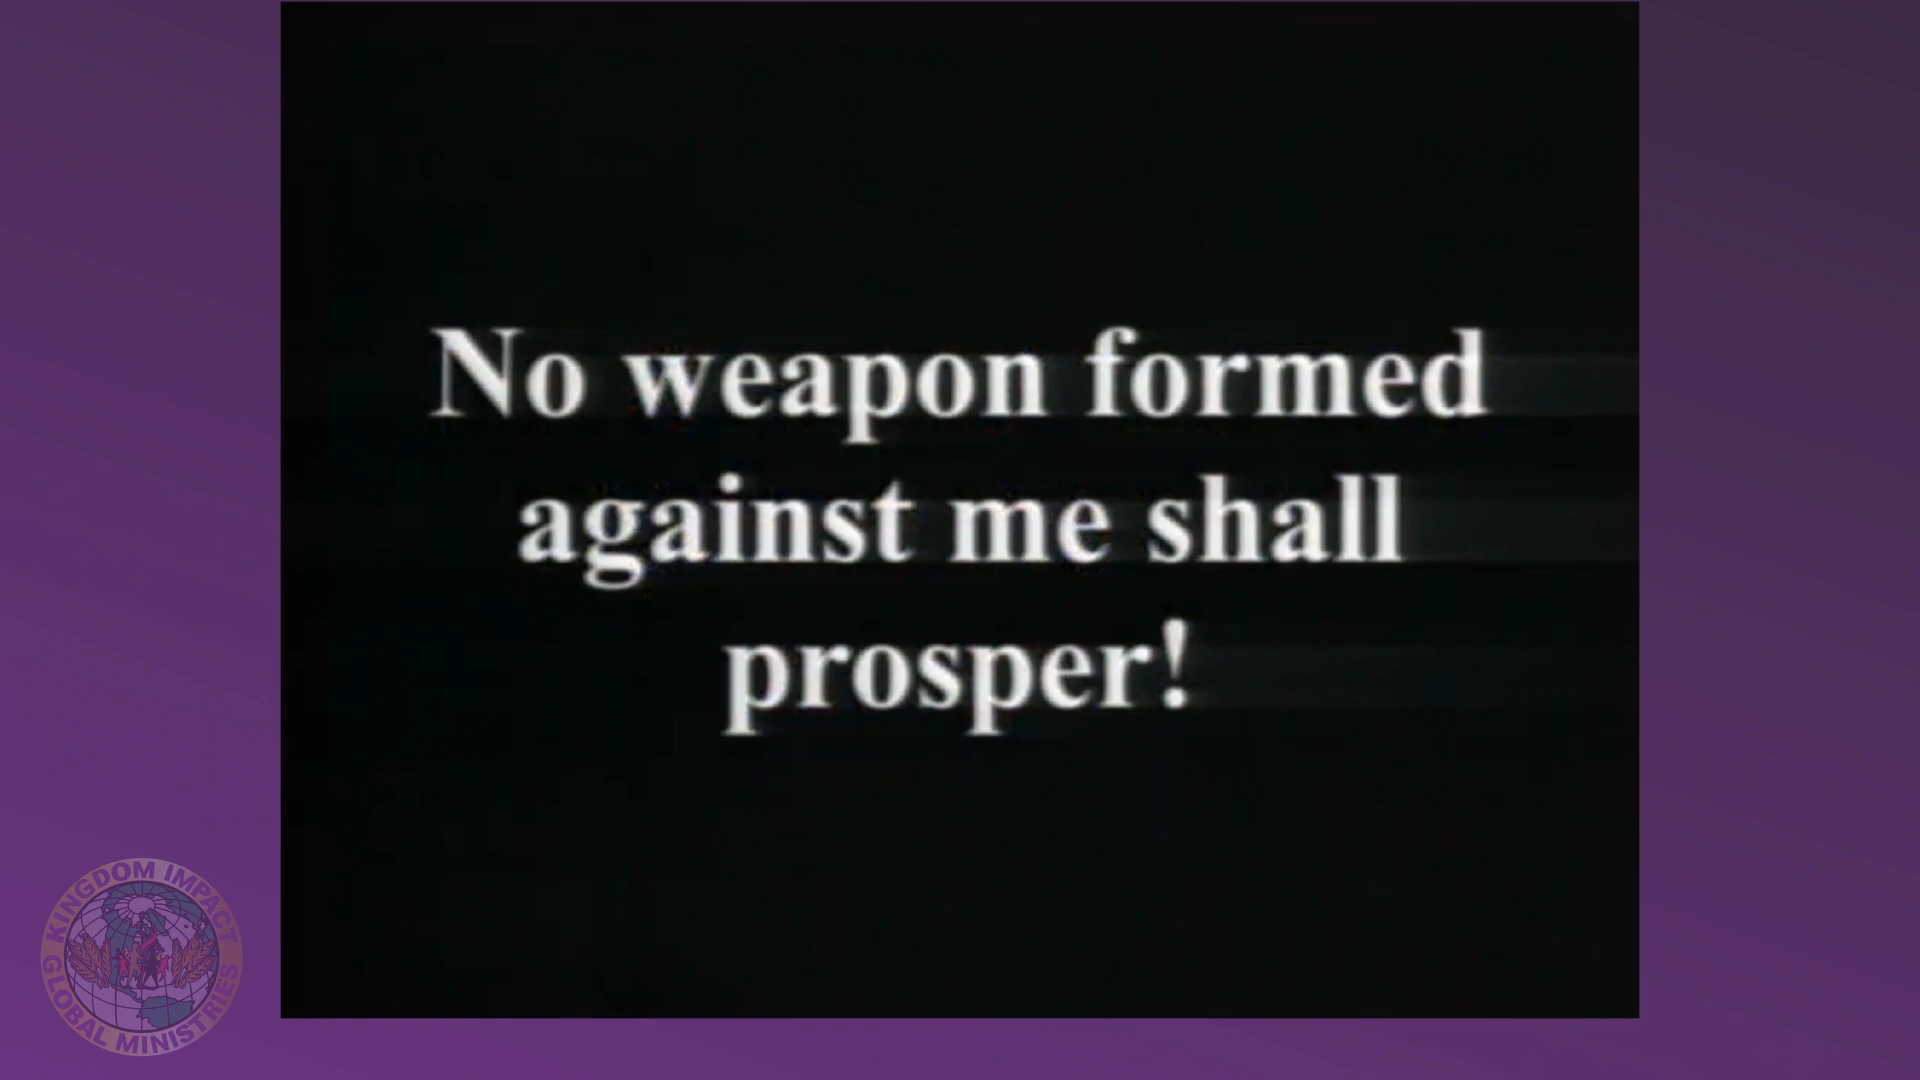 No weapon formed
against me shall
prosper!
KINGDOM IMPACT
GLOBAL MINISTRIES